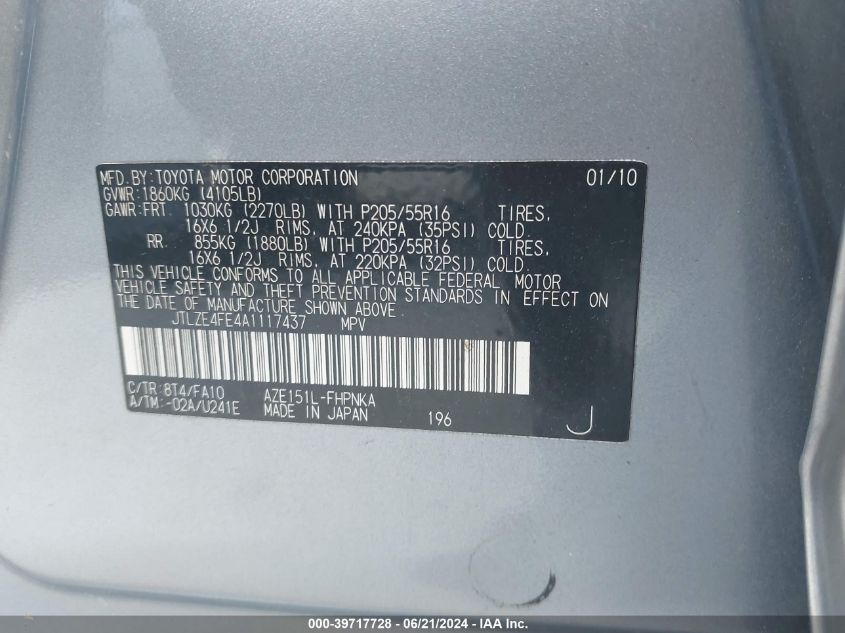 MFD.BY:TOYOTA MOTOR CORPORATION 01/10
GVWR:1860KG (4105LB)
GAWR:FRT. 1030KG (2270LB) WITH P205/55R16 TIRES,
16X6 1/2J RIMS, AT 240KPA (35PSI) COLD.
RR. 855KG (1880LB) WITH P205/55R16 TIRES,
16X6 1/2J RIMS, AT 220KPA (32PSI) COLD.
THIS VEHICLE CONFORMS TO ALL APPLICABLE FEDERAL MOTOR
VEHICLE SAFETY AND THEFT PREVENTION STANDARDS IN EFFECT ON
THE DATE OF MANUFACTURE SHOWN ABOVE.
JTLZE4FE4A1117437 MPV
C/TR:8T4/FA10 AZE151L-FHPNKA
A/TM:-02A/U241E MADE IN JAPAN 196 J
000-39717728 - 06/21/2024 - IAA Inc.